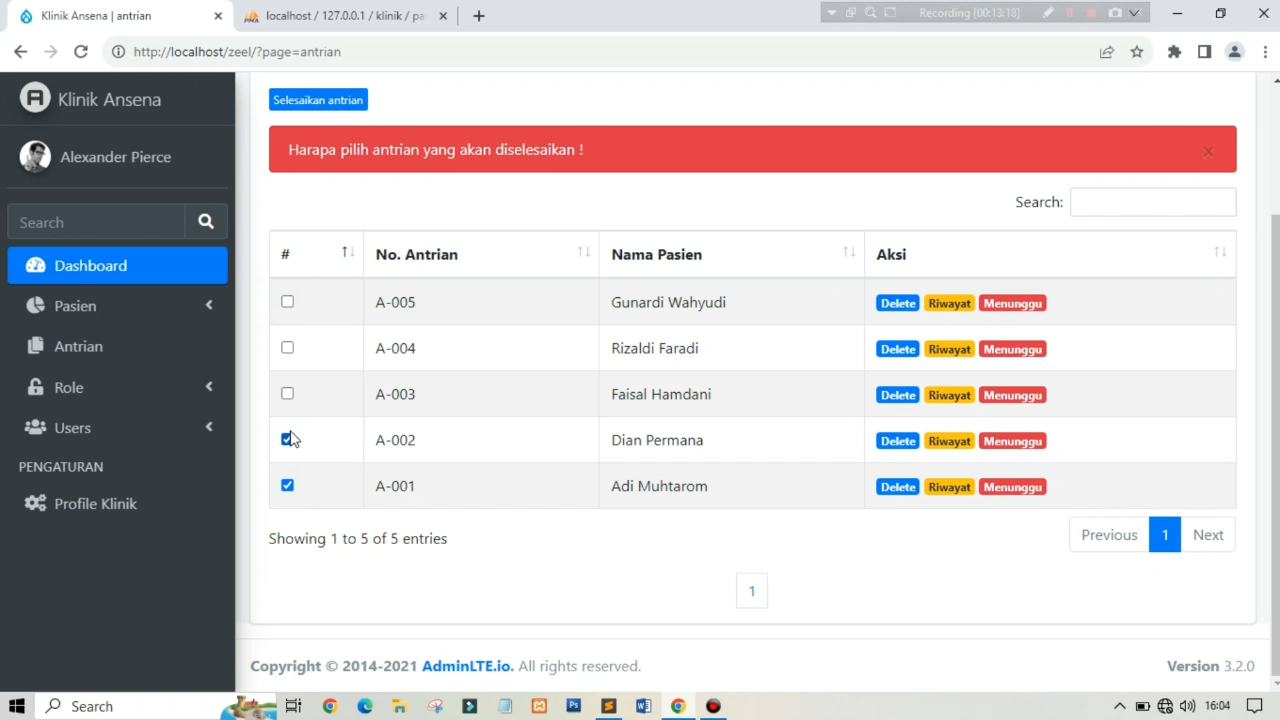 Klinik Ansena | antrian
localhost / 127.0.0.1 / klinik / pa
Recording [00:13:18]
http://localhost/zeel/?page=antrian
Klinik Ansena
Alexander Pierce
Search
Dashboard
Pasien
Antrian
Role
Users
PENGATURAN
Profile Klinik
Selesaikan antrian
Harapa pilih antrian yang akan diselesaikan !
×
Search:
# No. Antrian Nama Pasien Aksi
A-005 Gunardi Wahyudi Delete Riwayat Menunggu
A-004 Rizaldi Faradi Delete Riwayat Menunggu
A-003 Faisal Hamdani Delete Riwayat Menunggu
A-002 Dian Permana Delete Riwayat Menunggu
A-001 Adi Muhtarom Delete Riwayat Menunggu
Showing 1 to 5 of 5 entries
Previous 1 Next
1
Copyright © 2014-2021 AdminLTE.io. All rights reserved.
Version 3.2.0
Search
16:04